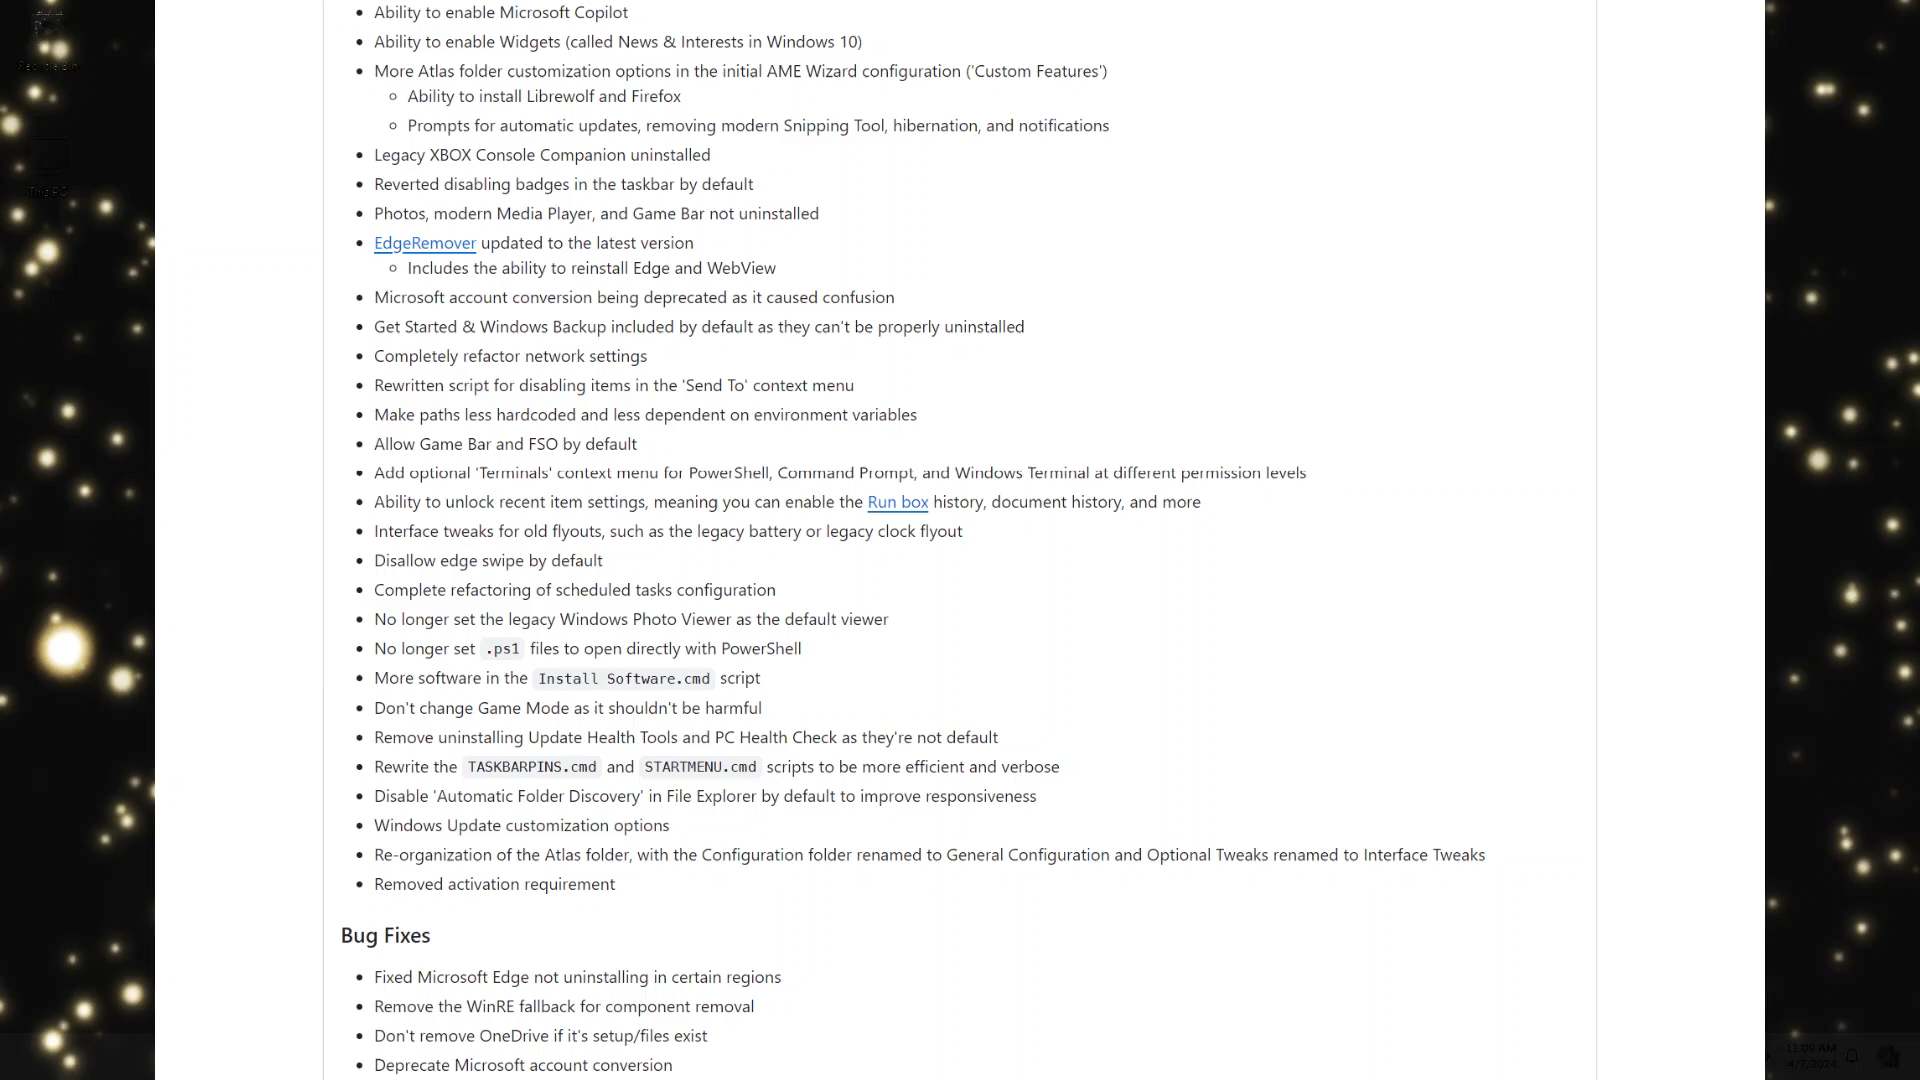 Ability to enable Microsoft Copilot
Ability to enable Widgets (called News & Interests in Windows 10)
More Atlas folder customization options in the initial AME Wizard configuration ('Custom Features')
Ability to install Librewolf and Firefox
Prompts for automatic updates, removing modern Snipping Tool, hibernation, and notifications
Legacy XBOX Console Companion uninstalled
Reverted disabling badges in the taskbar by default
Photos, modern Media Player, and Game Bar not uninstalled
EdgeRemover updated to the latest version
Includes the ability to reinstall Edge and WebView
Microsoft account conversion being deprecated as it caused confusion
Get Started & Windows Backup included by default as they can't be properly uninstalled
Completely refactor network settings
Rewritten script for disabling items in the 'Send To' context menu
Make paths less hardcoded and less dependent on environment variables
Allow Game Bar and FSO by default
Add optional 'Terminals' context menu for PowerShell, Command Prompt, and Windows Terminal at different permission levels
Ability to unlock recent item settings, meaning you can enable the Run box history, document history, and more
Interface tweaks for old flyouts, such as the legacy battery or legacy clock flyout
Disallow edge swipe by default
Complete refactoring of scheduled tasks configuration
No longer set the legacy Windows Photo Viewer as the default viewer
No longer set .ps1 files to open directly with PowerShell
More software in the Install Software.cmd script
Don't change Game Mode as it shouldn't be harmful
Remove uninstalling Update Health Tools and PC Health Check as they're not default
Rewrite the TASKBARPINS.cmd and STARTMENU.cmd scripts to be more efficient and verbose
Disable 'Automatic Folder Discovery' in File Explorer by default to improve responsiveness
Windows Update customization options
Re-organization of the Atlas folder, with the Configuration folder renamed to General Configuration and Optional Tweaks renamed to Interface Tweaks
Removed activation requirement
Bug Fixes
Fixed Microsoft Edge not uninstalling in certain regions
Remove the WinRE fallback for component removal
Don't remove OneDrive if it's setup/files exist
Deprecate Microsoft account conversion
Recycle Bin
This PC
11:09 AM
4/7/2024